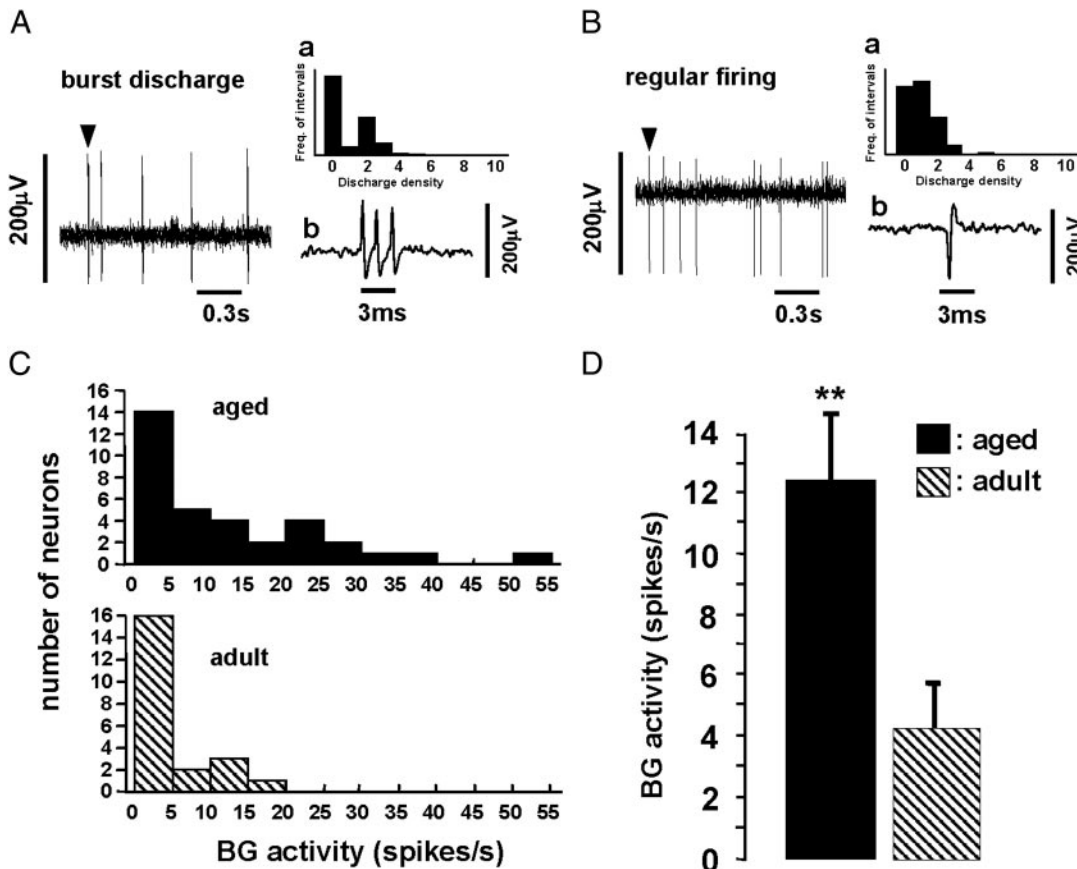 A
burst discharge
200µV
0.3s
a
Freq. of intervals
0 2 4 6 8 10
Discharge density
b
200µV
3ms
B
regular firing
200µV
0.3s
a
Freq. of intervals
0 2 4 6 8 10
Discharge density
b
200µV
3ms
C
number of neurons
16
14
12
10
8
6
4
2
0
aged
0 5 10 15 20 25 30 35 40 45 50 55
16
14
12
10
8
6
4
2
0
adult
0 5 10 15 20 25 30 35 40 45 50 55
BG activity (spikes/s)
D
BG activity (spikes/s)
14
12
10
8
6
4
2
0
**
: aged
: adult